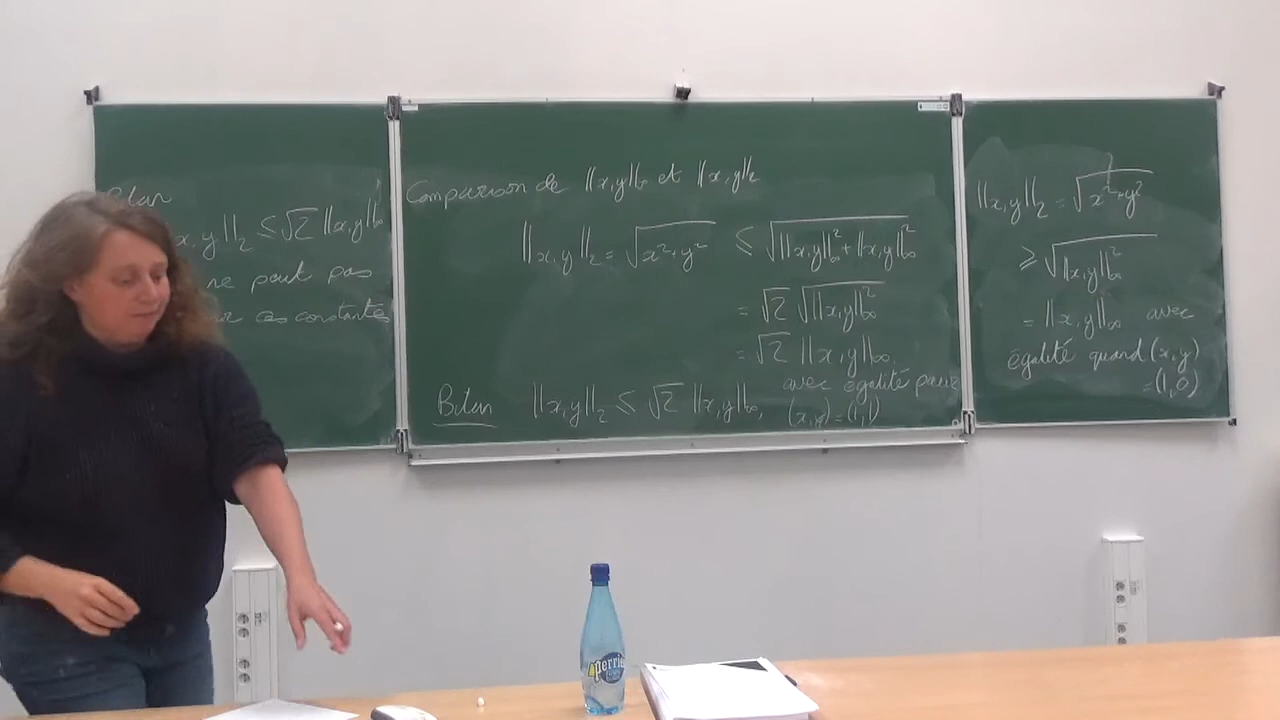 Bilan
x,y‖₂ ≤ √2 ‖x,y‖∞
ne peut pas
ces constantes
Comparaison de ‖x,y‖∞ et ‖x,y‖₂
‖x,y‖₂ = √(x²+y²) ≤ √(‖x,y‖∞² + ‖x,y‖∞²)
= √2 √(‖x,y‖∞²)
= √2 ‖x,y‖∞.
avec égalité pour
(x,y) = (1,1)
Bilan ‖x,y‖₂ ≤ √2 ‖x,y‖∞,
‖x,y‖₂ = √(x²+y²)
≥ √(‖x,y‖∞²)
= ‖x,y‖∞ avec
égalité quand (x,y)
=(1,0)
perrier